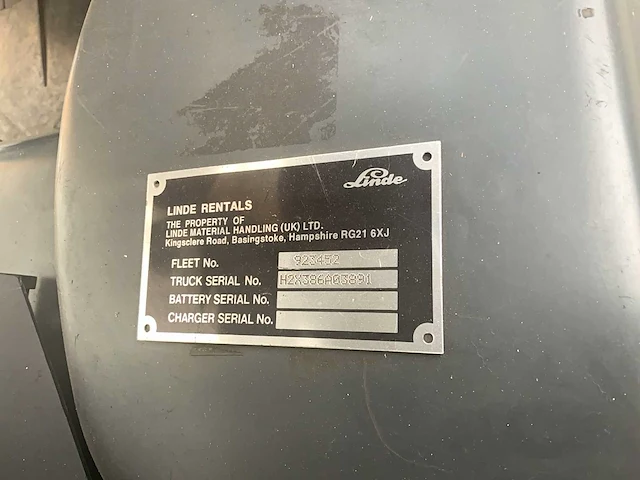 Linde
LINDE RENTALS
THE PROPERTY OF
LINDE MATERIAL HANDLING (UK) LTD.
Kingsclere Road, Basingstoke, Hampshire RG21 6XJ
FLEET No. 923452
TRUCK SERIAL No. H2X386A03891
BATTERY SERIAL No.
CHARGER SERIAL No.